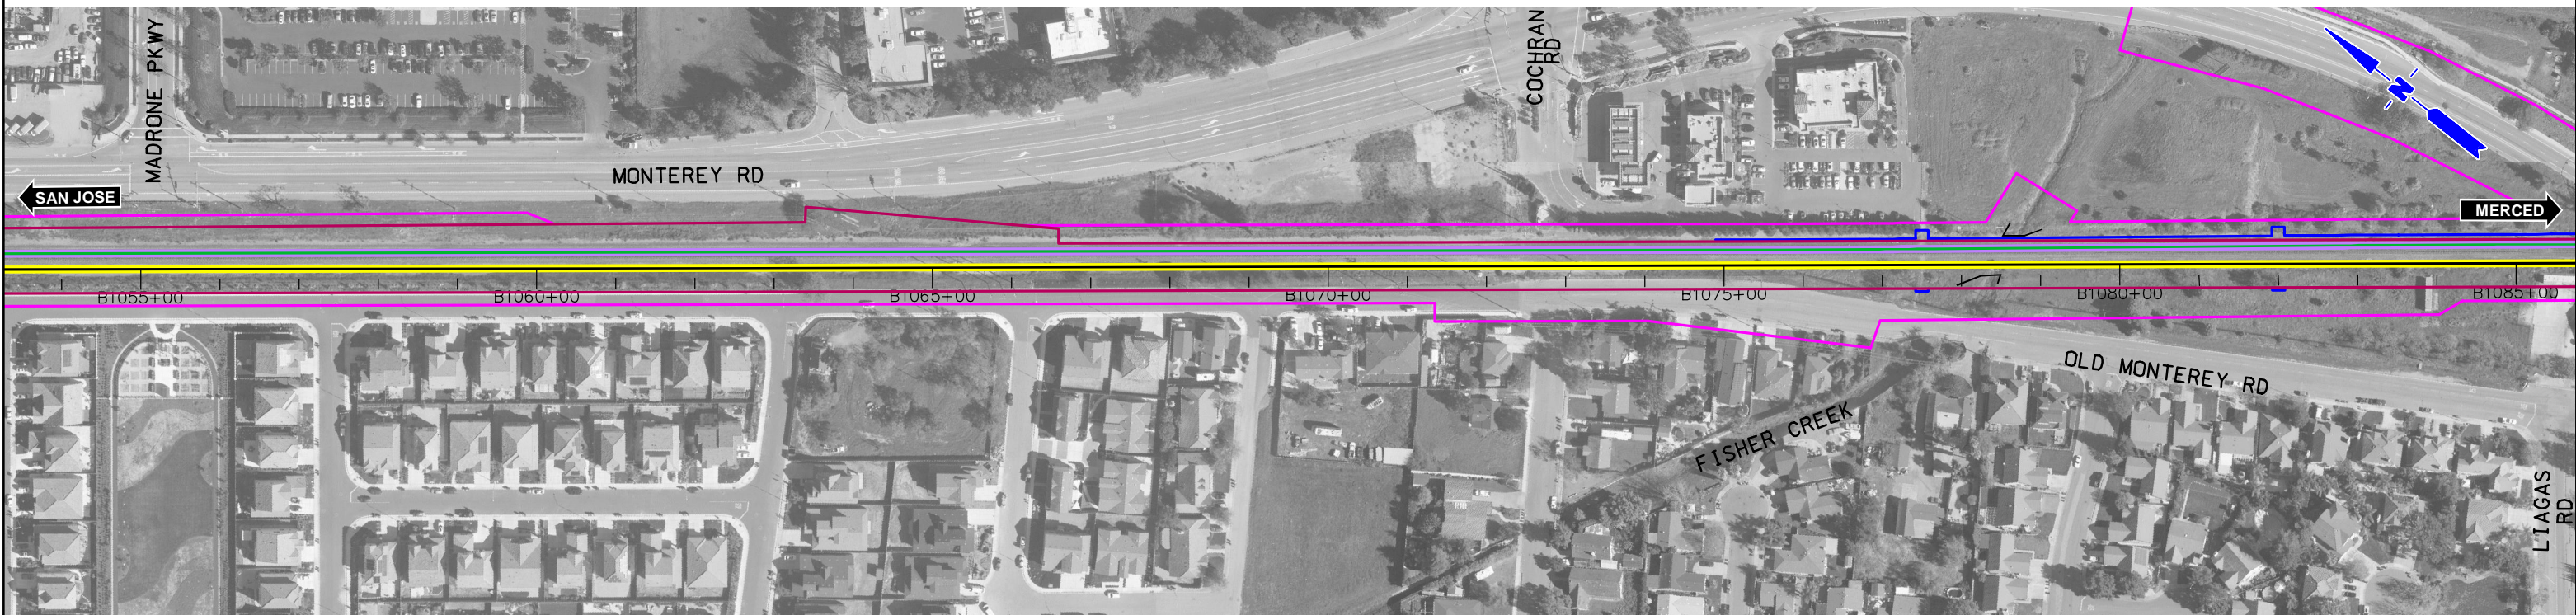 MADRONE PKWY
COCHRAN
RD
N
MONTEREY RD
SAN JOSE
MERCED
B1055+00
B1060+00
B1065+00
B1070+00
B1075+00
B1080+00
B1085+00
OLD MONTEREY RD
FISHER CREEK
LIAGAS
RD